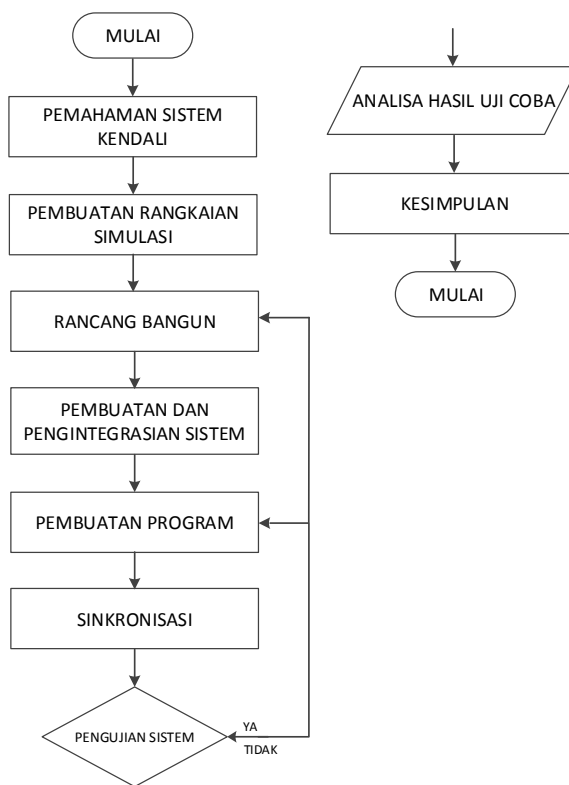 MULAI
PEMAHAMAN SISTEM
KENDALI
PEMBUATAN RANGKAIAN
SIMULASI
RANCANG BANGUN
PEMBUATAN DAN
PENGINTEGRASIAN SISTEM
PEMBUATAN PROGRAM
SINKRONISASI
PENGUJIAN SISTEM
YA
TIDAK
ANALISA HASIL UJI COBA
KESIMPULAN
MULAI